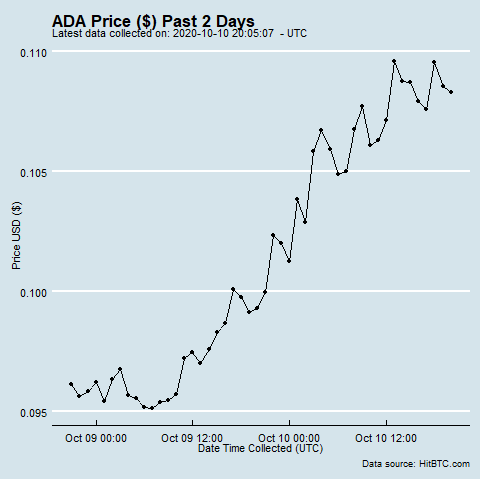 ADA Price ($) Past 2 Days
Latest data collected on: 2020-10-10 20:05:07  - UTC
0.110
0.105
0.100
0.095
Price USD ($)
Oct 09 00:00 Oct 09 12:00 Oct 10 00:00 Oct 10 12:00
Date Time Collected (UTC)
Data source: HitBTC.com